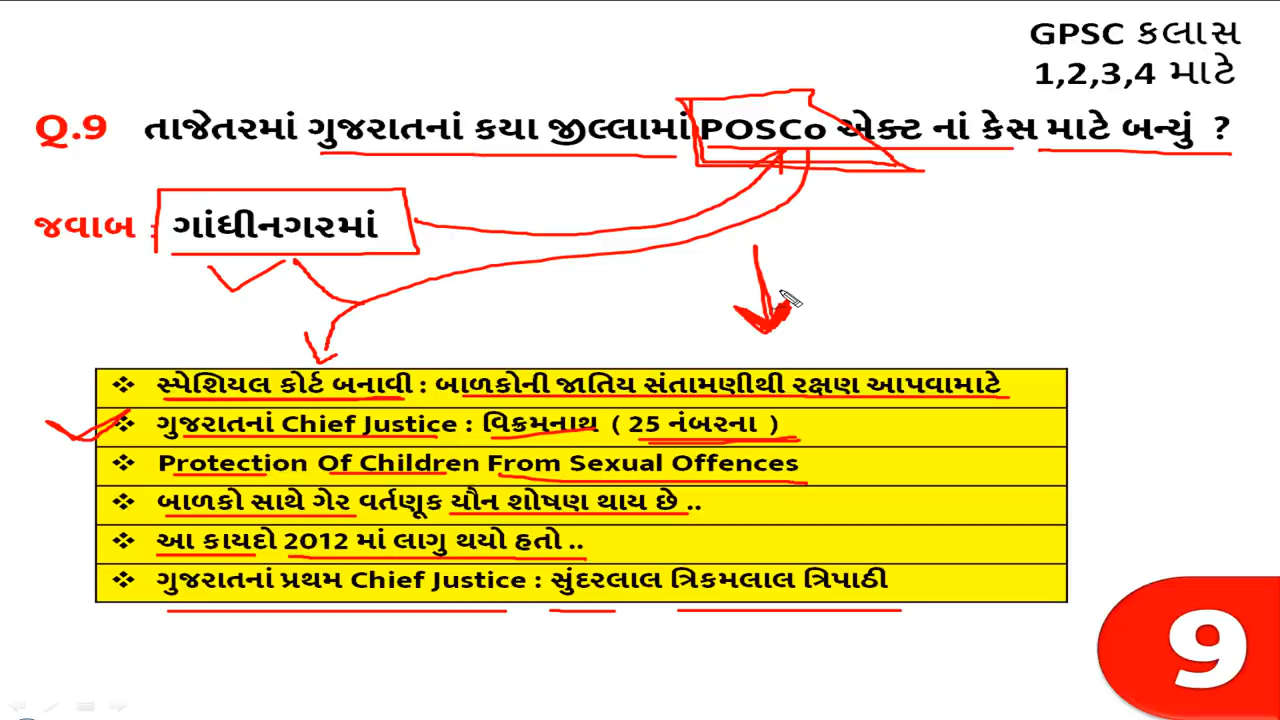 GPSC કલાસ
1,2,3,4 માટે
Q.9 તાજેતરમાં ગુજરાતનાં કયા જીલ્લામાં POSCo એક્ટ નાં કેસ માટે બન્યું ?
જવાબ : ગાંધીનગરમાં
❖ સ્પેશિયલ કોર્ટ બનાવી : બાળકોની જાતિય સંતામણીથી રક્ષણ આપવામાટે
❖ ગુજરાતનાં Chief Justice : વિક્રમનાથ ( 25 નંબરના )
❖ Protection Of Children From Sexual Offences
❖ બાળકો સાથે ગેર વર્તણૂક યૌન શોષણ થાય છે ..
❖ આ કાયદો 2012 માં લાગુ થયો હતો ..
❖ ગુજરાતનાં પ્રથમ Chief Justice : સુંદરલાલ ત્રિકમલાલ ત્રિપાઠી
9